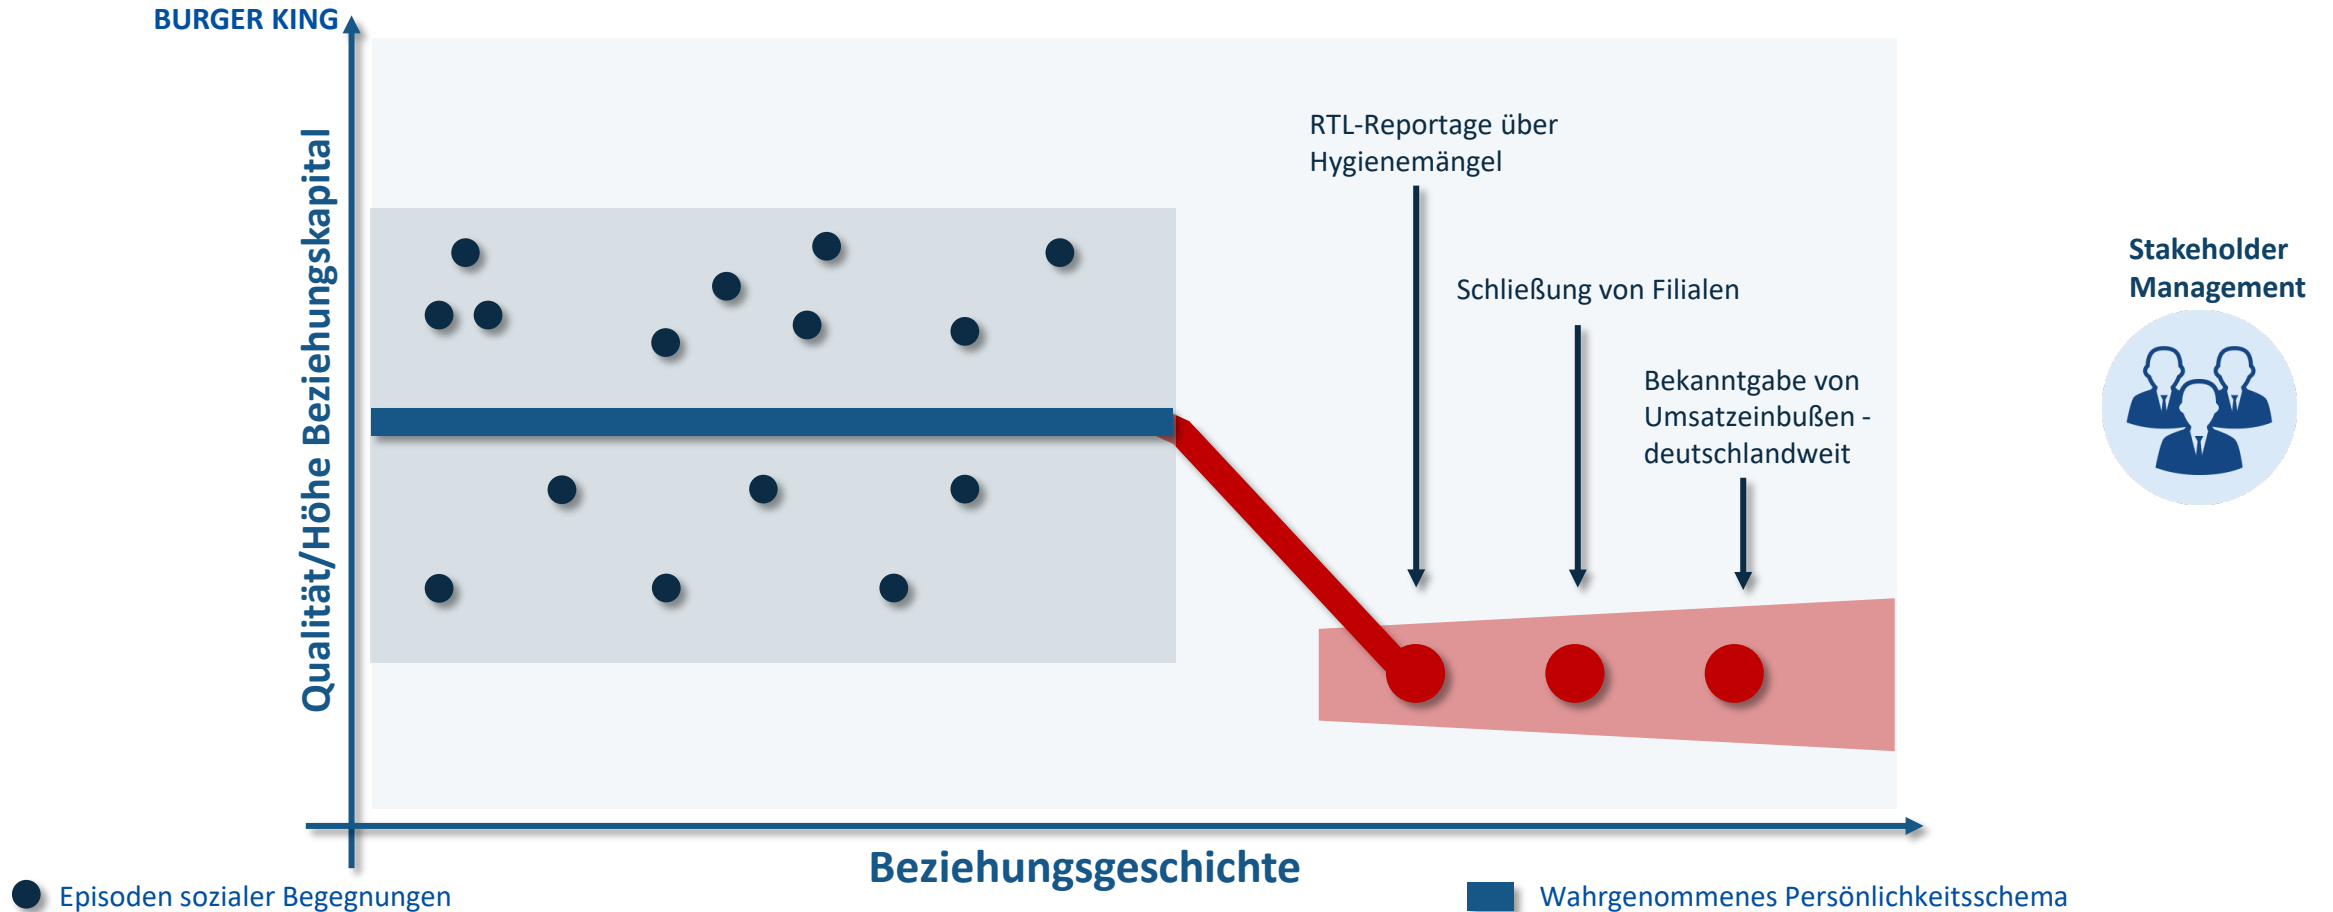 BURGER KING
Qualität/Höhe Beziehungskapital
RTL-Reportage über
Hygienemängel
Schließung von Filialen
Bekanntgabe von
Umsatzeinbußen -
deutschlandweit
Stakeholder
Management
Beziehungsgeschichte
Episoden sozialer Begegnungen
Wahrgenommenes Persönlichkeitsschema